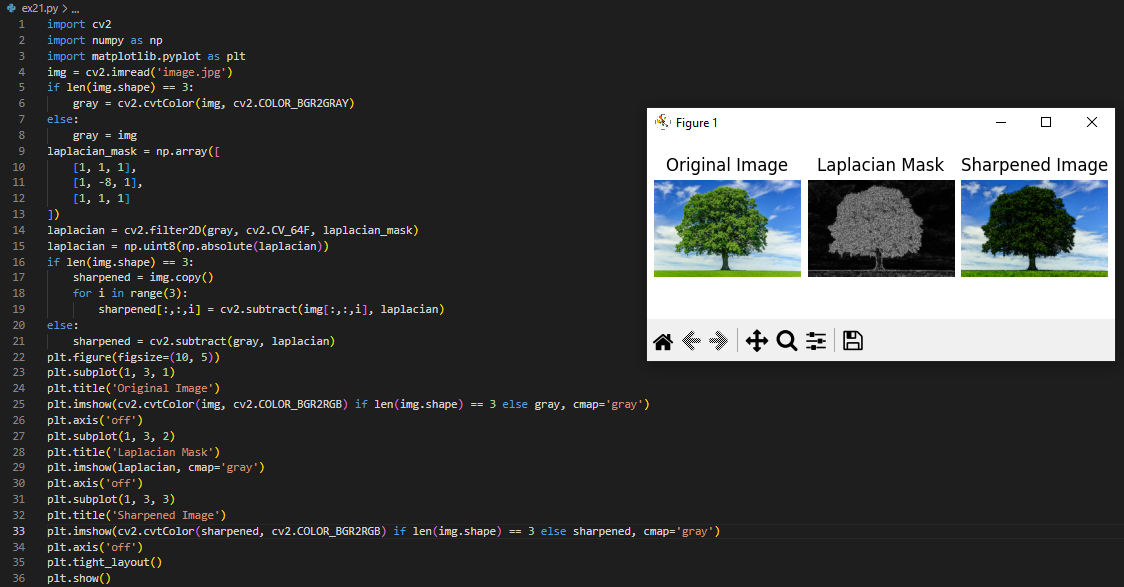 ex21.py > ...
1 import cv2
2 import numpy as np
3 import matplotlib.pyplot as plt
4 img = cv2.imread('image.jpg')
5 if len(img.shape) == 3:
6     gray = cv2.cvtColor(img, cv2.COLOR_BGR2GRAY)
7 else:
8     gray = img
9 laplacian_mask = np.array([
10     [1, 1, 1],
11     [1, -8, 1],
12     [1, 1, 1]
13 ])
14 laplacian = cv2.filter2D(gray, cv2.CV_64F, laplacian_mask)
15 laplacian = np.uint8(np.absolute(laplacian))
16 if len(img.shape) == 3:
17     sharpened = img.copy()
18     for i in range(3):
19         sharpened[:,:,i] = cv2.subtract(img[:,:,i], laplacian)
20 else:
21     sharpened = cv2.subtract(gray, laplacian)
22 plt.figure(figsize=(10, 5))
23 plt.subplot(1, 3, 1)
24 plt.title('Original Image')
25 plt.imshow(cv2.cvtColor(img, cv2.COLOR_BGR2RGB) if len(img.shape) == 3 else gray, cmap='gray')
26 plt.axis('off')
27 plt.subplot(1, 3, 2)
28 plt.title('Laplacian Mask')
29 plt.imshow(laplacian, cmap='gray')
30 plt.axis('off')
31 plt.subplot(1, 3, 3)
32 plt.title('Sharpened Image')
33 plt.imshow(cv2.cvtColor(sharpened, cv2.COLOR_BGR2RGB) if len(img.shape) == 3 else sharpened, cmap='gray')
34 plt.axis('off')
35 plt.tight_layout()
36 plt.show()
Figure 1
Original Image Laplacian Mask Sharpened Image